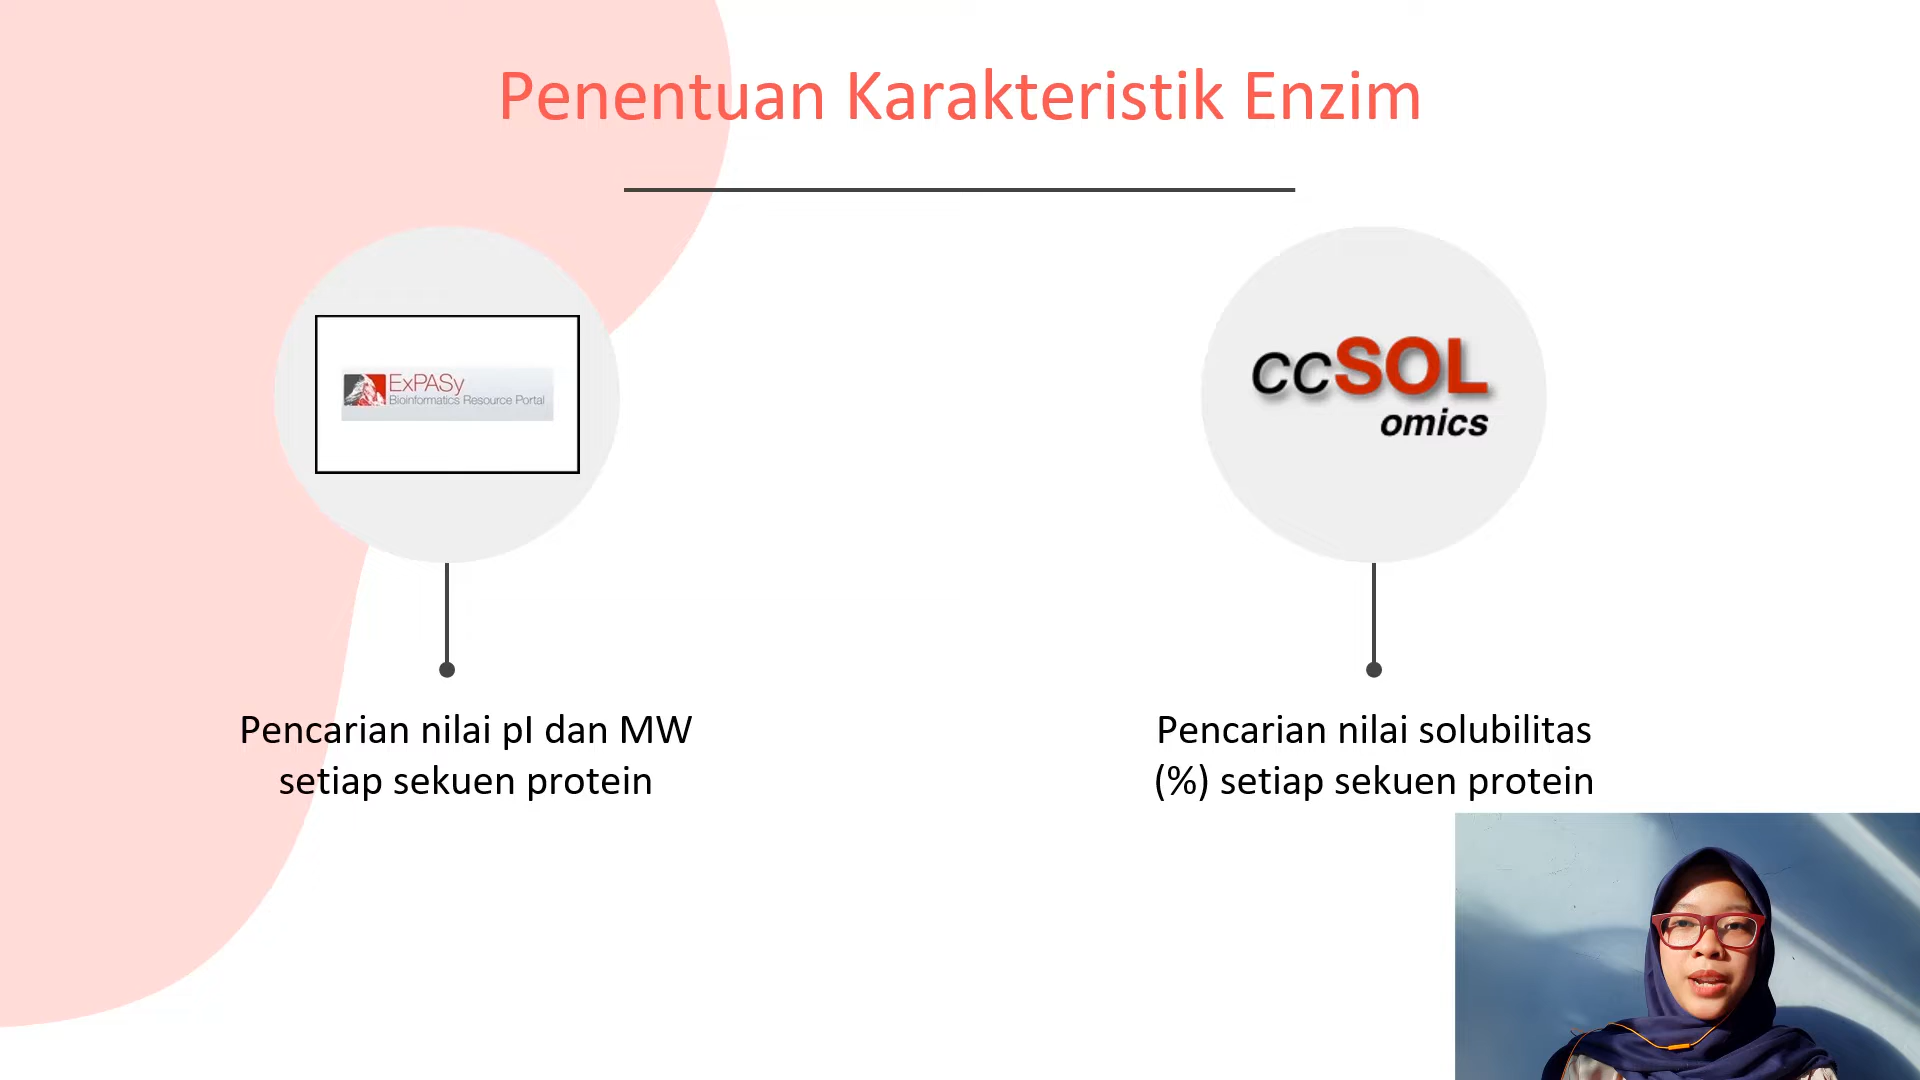 Penentuan Karakteristik Enzim
ExPASy
Bioinformatics Resource Portal
ccSOL
omics
Pencarian nilai pI dan MW
setiap sekuen protein
Pencarian nilai solubilitas
(%) setiap sekuen protein